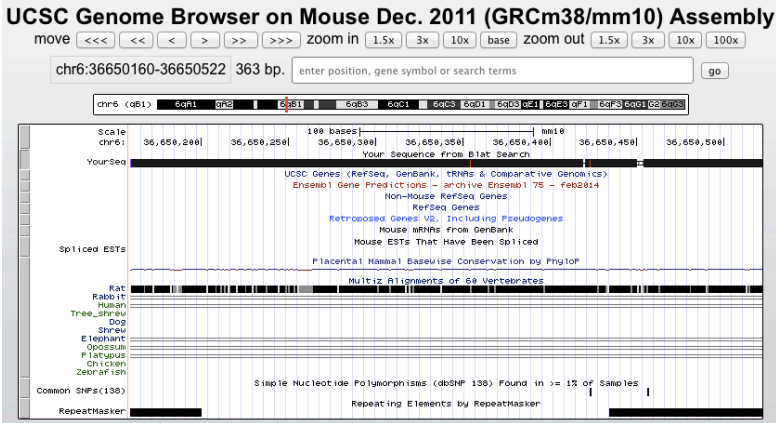 UCSC Genome Browser on Mouse Dec. 2011 (GRCm38/mm10) Assembly
move <<< << < > >> >>> zoom in 1.5x 3x 10x base zoom out 1.5x 3x 10x 100x
chr6:36650160-36650522 363 bp. enter position, gene symbol or search terms go
chr6 (qB1) 6qA1 qA2 6qB1 6qB3 6qC1 6qC3 6qD1 6qD3 qE1 6qE3 qF1 6qF3 6qG1 G2 6qG3
Scale 100 bases mm10
chr6: 36,650,200 36,650,250 36,650,300 36,650,350 36,650,400 36,650,450 36,650,500
Your Sequence from Blat Search
YourSeq
UCSC Genes (RefSeq, GenBank, tRNAs & Comparative Genomics)
Ensembl Gene Predictions - archive Ensembl 75 - feb2014
Non-Mouse RefSeq Genes
RefSeq Genes
Retroposed Genes V2, Including Pseudogenes
Mouse mRNAs from GenBank
Mouse ESTs That Have Been Spliced
Spliced ESTs
Placental Mammal Basewise Conservation by PhyloP
Multiz Alignments of 60 Vertebrates
Rat
Rabbit
Human
Tree_shrew
Dog
Shrew
Elephant
Opossum
Platypus
Chicken
Zebrafish
Simple Nucleotide Polymorphisms (dbSNP 138) Found in >= 1% of Samples
Common SNPs(138)
Repeating Elements by RepeatMasker
RepeatMasker